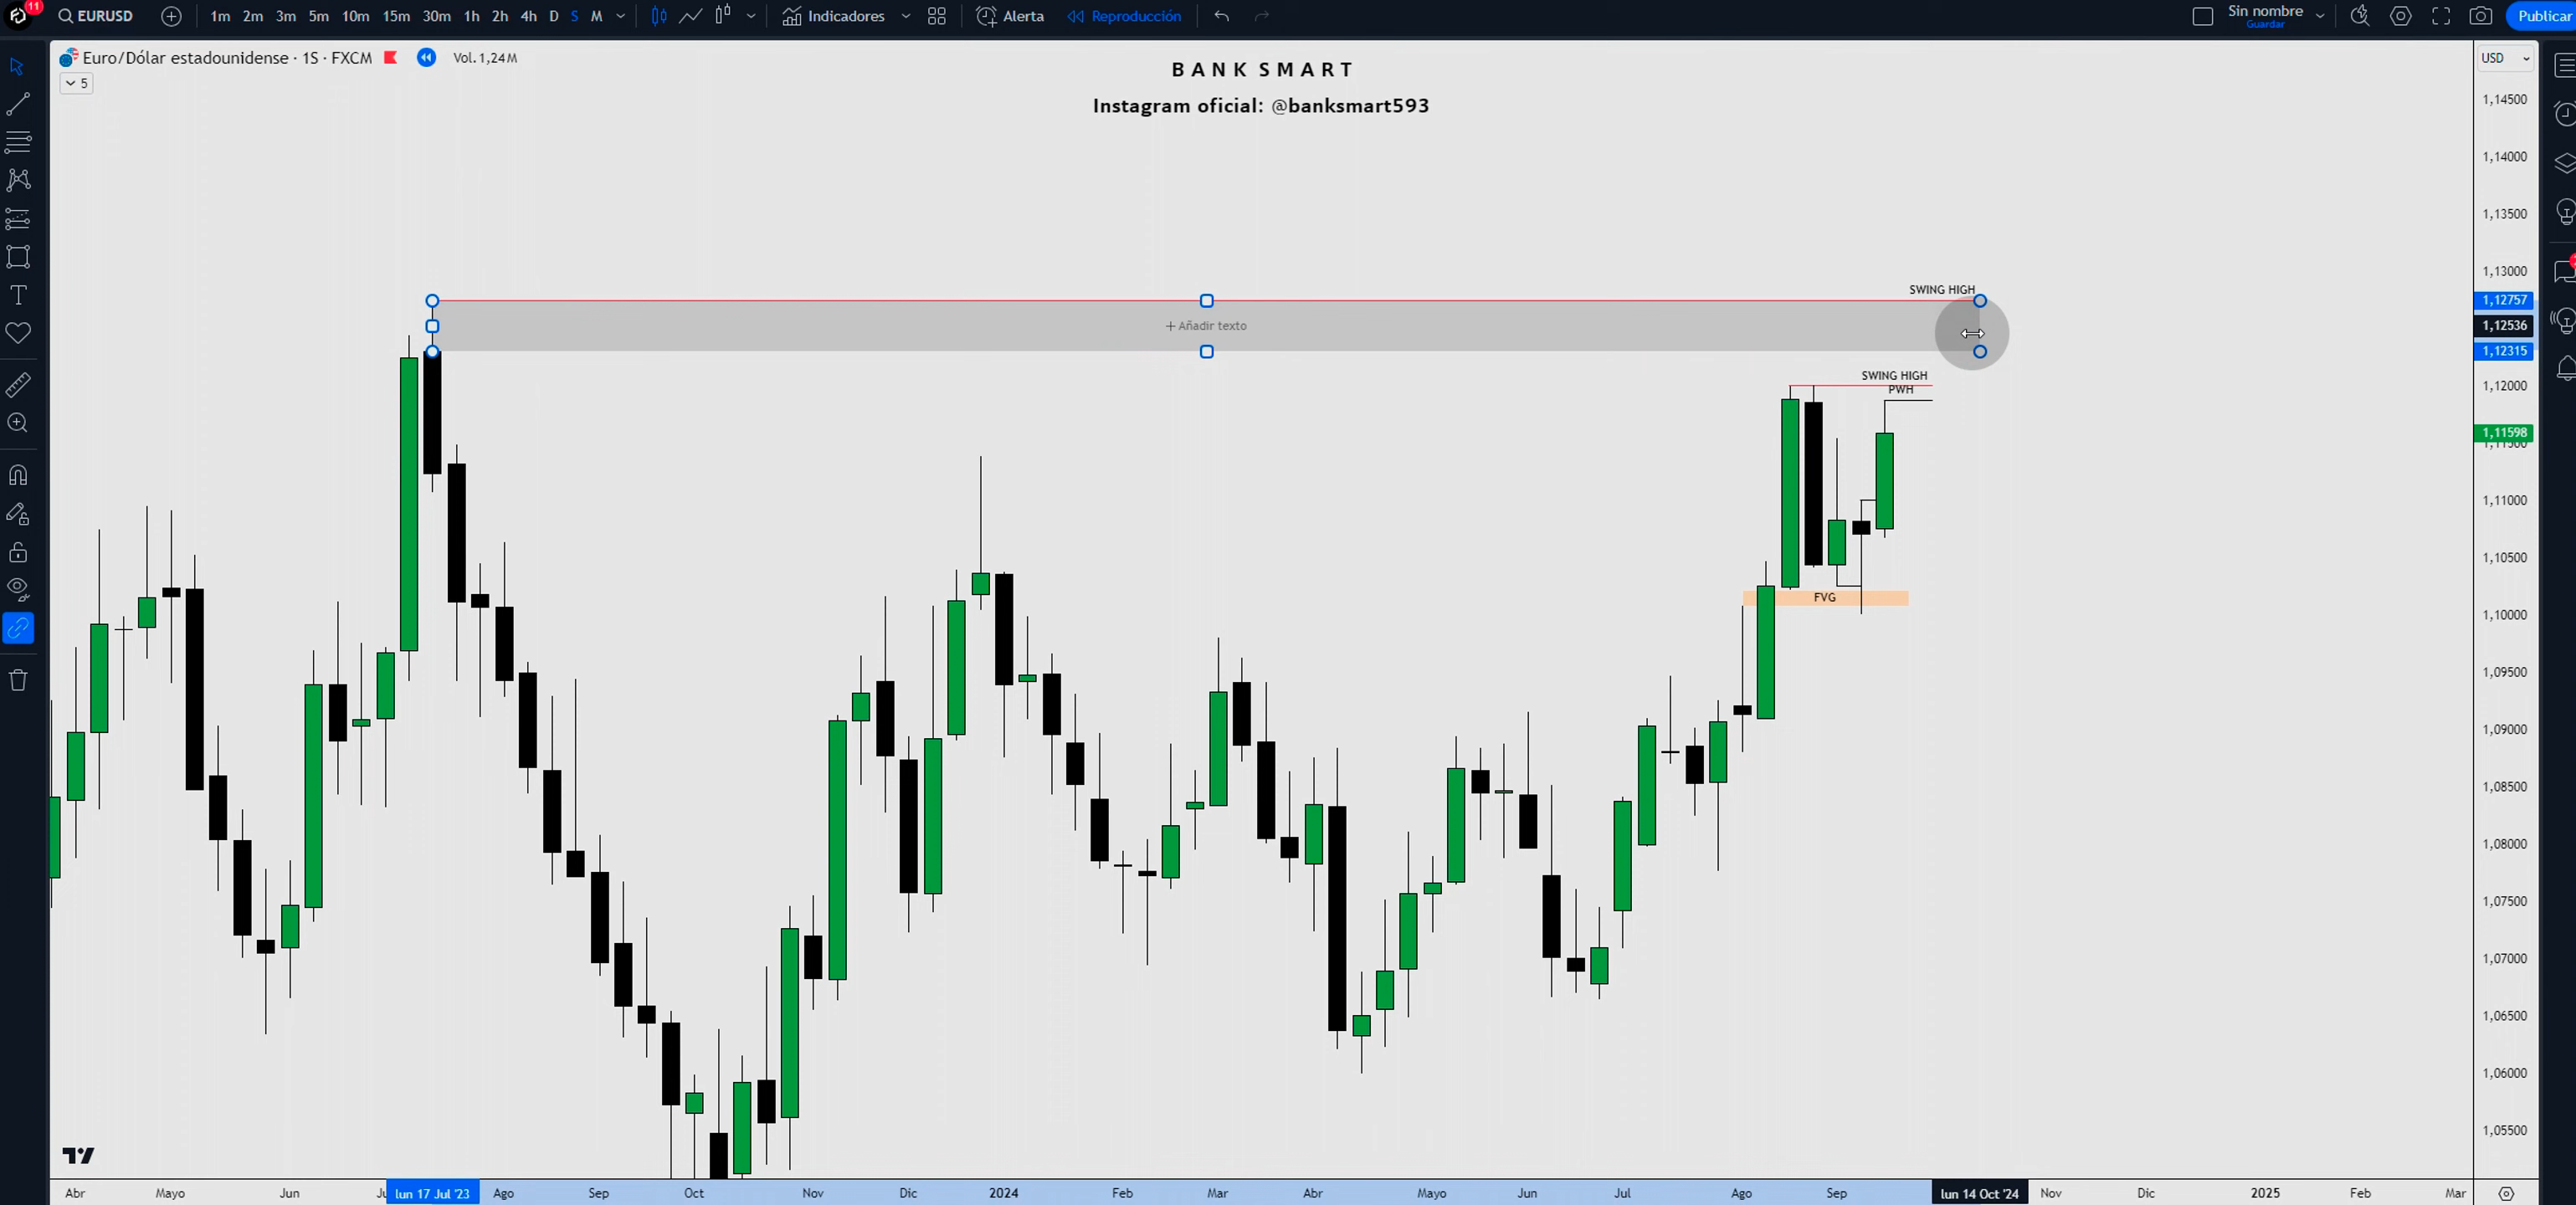 11
EURUSD 1m 2m 3m 5m 10m 15m 30m 1h 2h 4h D S M Indicadores Alerta Reproducción Sin nombre Publicar
Guardar
Euro/Dólar estadounidense · 1S · FXCM Vol. 1,24 M
5
BANK SMART
Instagram oficial: @banksmart593
USD
1,14500
1,14000
1,13500
1,13000
SWING HIGH
1,12757
+ Añadir texto
1,12536
1,12315
SWING HIGH
1,12000
PWH
1,11598
1,11000
1,10500
FVG
1,10000
1,09500
1,09000
1,08500
1,08000
1,07500
1,07000
1,06500
1,06000
1,05500
Abr Mayo Jun lun 17 Jul '23 Ago Sep Oct Nov Dic 2024 Feb Mar Abr Mayo Jun Jul Ago Sep lun 14 Oct '24 Nov Dic 2025 Feb Mar